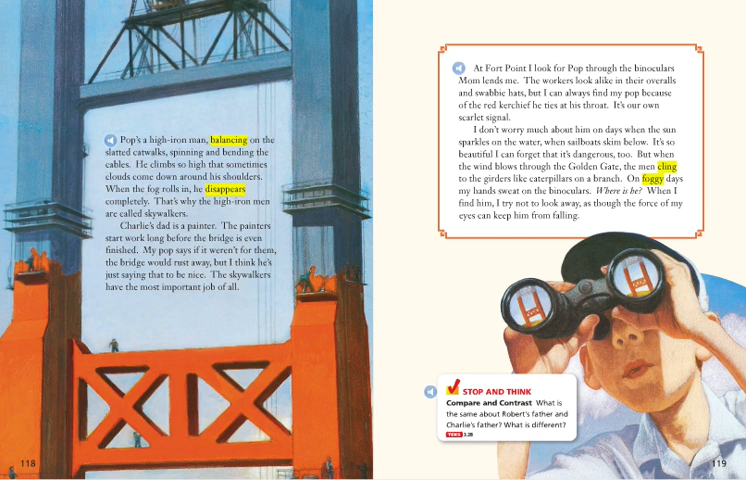 Pop's a high-iron man, balancing on the
slatted catwalks, spinning and bending the
cables. He climbs so high that sometimes
clouds come down around his shoulders.
When the fog rolls in, he disappears
completely. That's why the high-iron men
are called skywalkers.
Charlie's dad is a painter. The painters
start work long before the bridge is even
finished. My pop says if it weren't for them,
the bridge would rust away, but I think he's
just saying that to be nice. The skywalkers
have the most important job of all.
118
At Fort Point I look for Pop through the binoculars
Mom lends me. The workers look alike in their overalls
and swabbie hats, but I can always find my pop because
of the red kerchief he ties at his throat. It's our own
scarlet signal.
I don't worry much about him on days when the sun
sparkles on the water, when sailboats skim below. It's so
beautiful I can forget that it's dangerous, too. But when
the wind blows through the Golden Gate, the men cling
to the girders like caterpillars on a branch. On foggy days
my hands sweat on the binoculars. Where is he? When I
find him, I try not to look away, as though the force of my
eyes can keep him from falling.
STOP AND THINK
Compare and Contrast What is
the same about Robert's father and
Charlie's father? What is different?
TEKS 3.2B
119